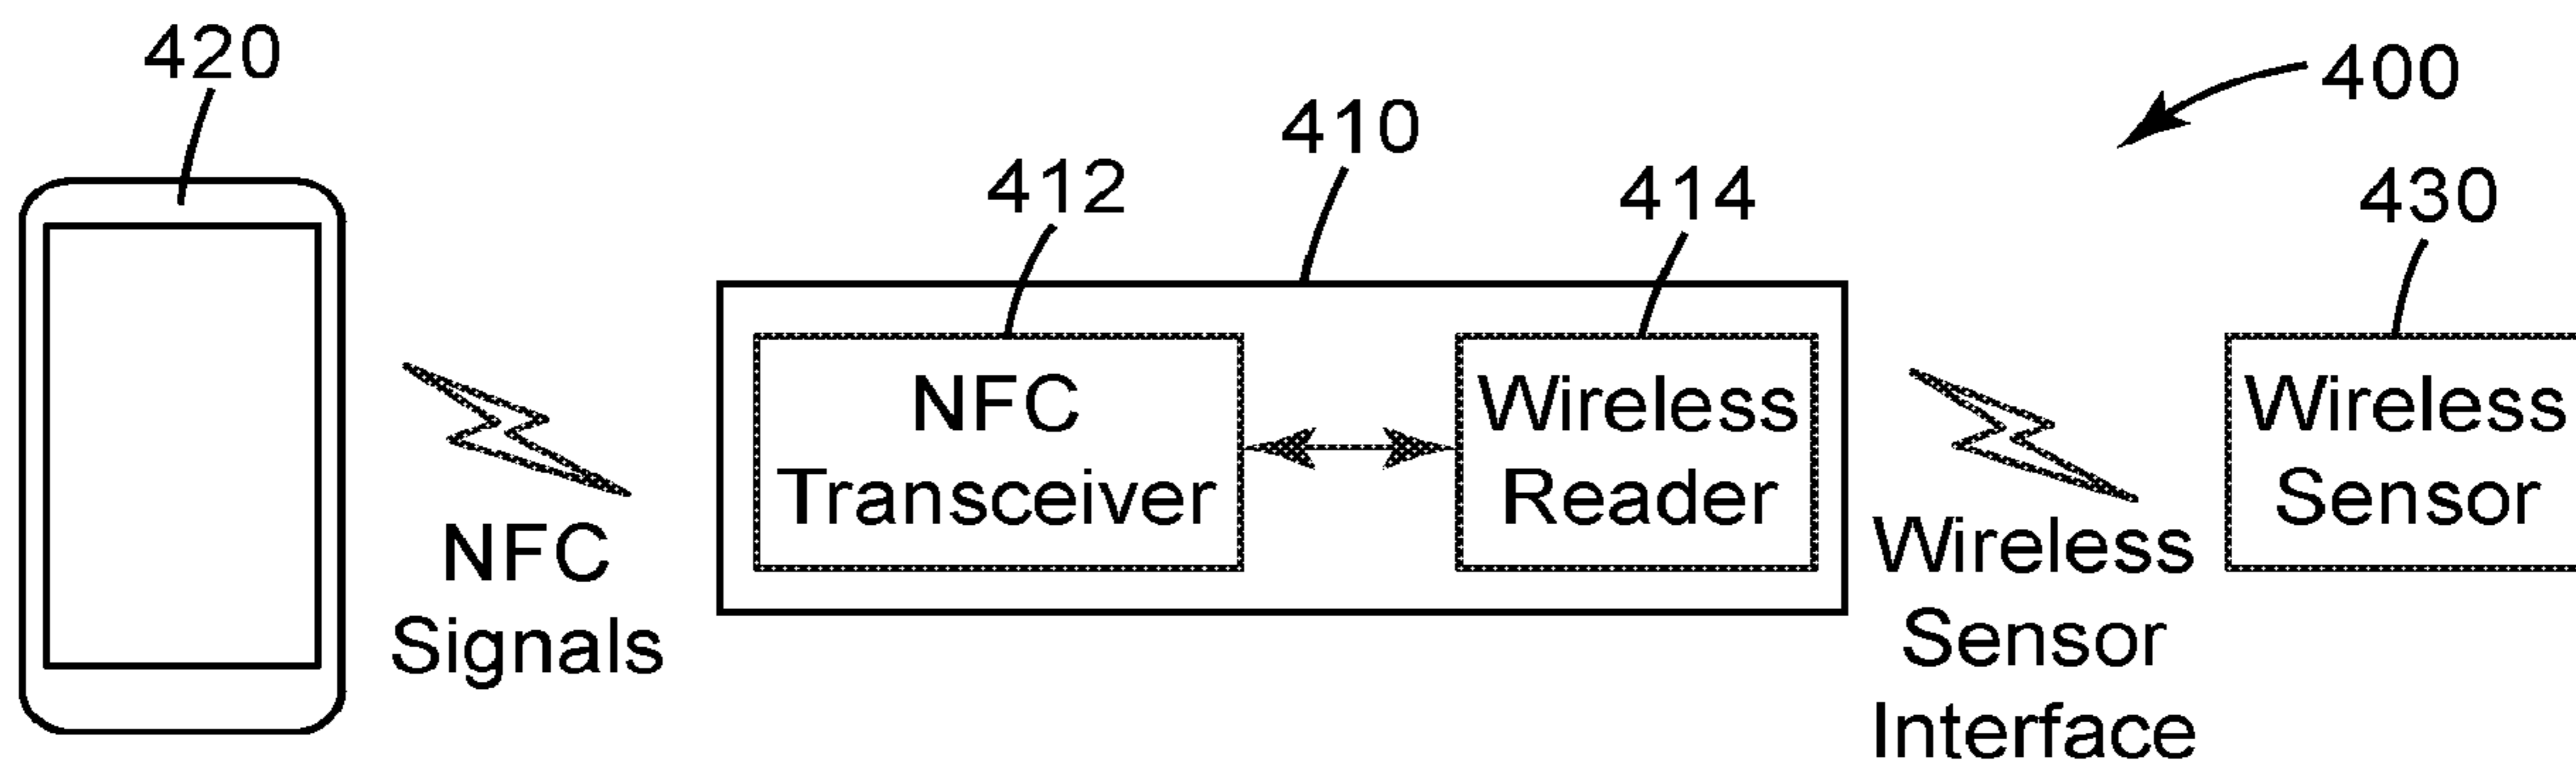 420
400
410
412
414
430
NFC
Transceiver
Wireless
Reader
Wireless
Sensor
NFC
Signals
Wireless
Sensor
Interface